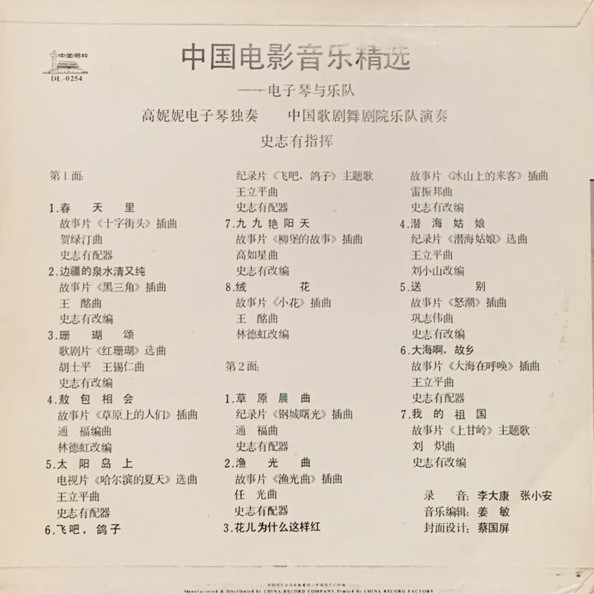 中国唱片
DL-0254
中国电影音乐精选
——电子琴与乐队
高妮妮电子琴独奏 中国歌剧舞剧院乐队演奏
史志有指挥
第1面:
1.春天里
故事片《十字街头》插曲
贺绿汀曲
史志有配器
2.边疆的泉水清又纯
故事片《黑三角》插曲
王酩曲
史志有改编
3.珊瑚颂
歌剧片《红珊瑚》选曲
胡士平 王锡仁曲
史志有改编
4.敖包相会
故事片《草原上的人们》插曲
通福编曲
林德虹改编
5.太阳岛上
电视片《哈尔滨的夏天》选曲
王立平曲
史志有配器
6.飞吧,鸽子
纪录片《飞吧,鸽子》主题歌
王立平曲
史志有配器
7.九九艳阳天
故事片《柳堡的故事》插曲
高如星曲
史志有改编
8.绒花
故事片《小花》插曲
王酩曲
林德虹改编
第2面:
1.草原晨曲
纪录片《钢城曙光》插曲
通福曲
史志有配器
2.渔光曲
故事片《渔光曲》插曲
任光曲
史志有配器
3.花儿为什么这样红
故事片《冰山上的来客》插曲
雷振邦曲
史志有改编
4.潜海姑娘
纪录片《潜海姑娘》选曲
王立平曲
刘小山改编
5.送别
故事片《怒潮》插曲
巩志伟曲
史志有改编
6.大海啊,故乡
故事片《大海在呼唤》插曲
王立平曲
史志有配器
7.我的祖国
故事片《上甘岭》主题歌
刘炽曲
史志有改编
录音:李大康 张小安
音乐编辑:姜敏
封面设计:蔡国屏
Manufactured & Distributed by CHINA RECORD COMPANY. Printed by CHINA RECORD FACTORY